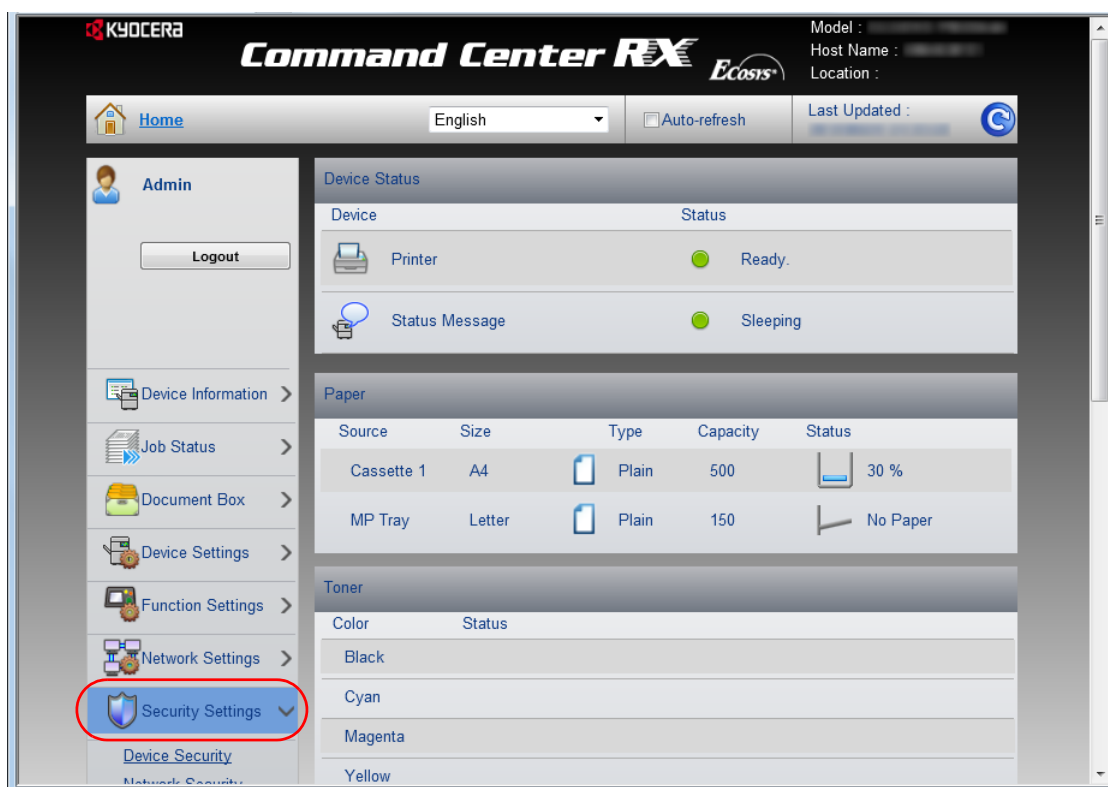 KYOCERA
Command Center RX Ecosys
Model :
Host Name :
Location :
Home
English
Auto-refresh
Last Updated :
Admin
Logout
Device Information
Job Status
Document Box
Device Settings
Function Settings
Network Settings
Security Settings
Device Security
Network Security
Device Status
Device Status
Printer Ready.
Status Message Sleeping
Paper
Source Size Type Capacity Status
Cassette 1 A4 Plain 500 30 %
MP Tray Letter Plain 150 No Paper
Toner
Color Status
Black
Cyan
Magenta
Yellow